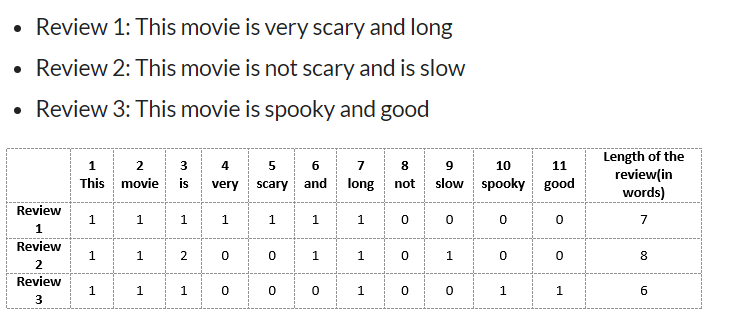 Review 1: This movie is very scary and long
Review 2: This movie is not scary and is slow
Review 3: This movie is spooky and good
1 This 2 movie 3 is 4 very 5 scary 6 and 7 long 8 not 9 slow 10 spooky 11 good Length of the review(in words)
Review 1 1 1 1 1 1 1 1 0 0 0 0 7
Review 2 1 1 2 0 0 1 1 0 1 0 0 8
Review 3 1 1 1 0 0 0 1 0 0 1 1 6